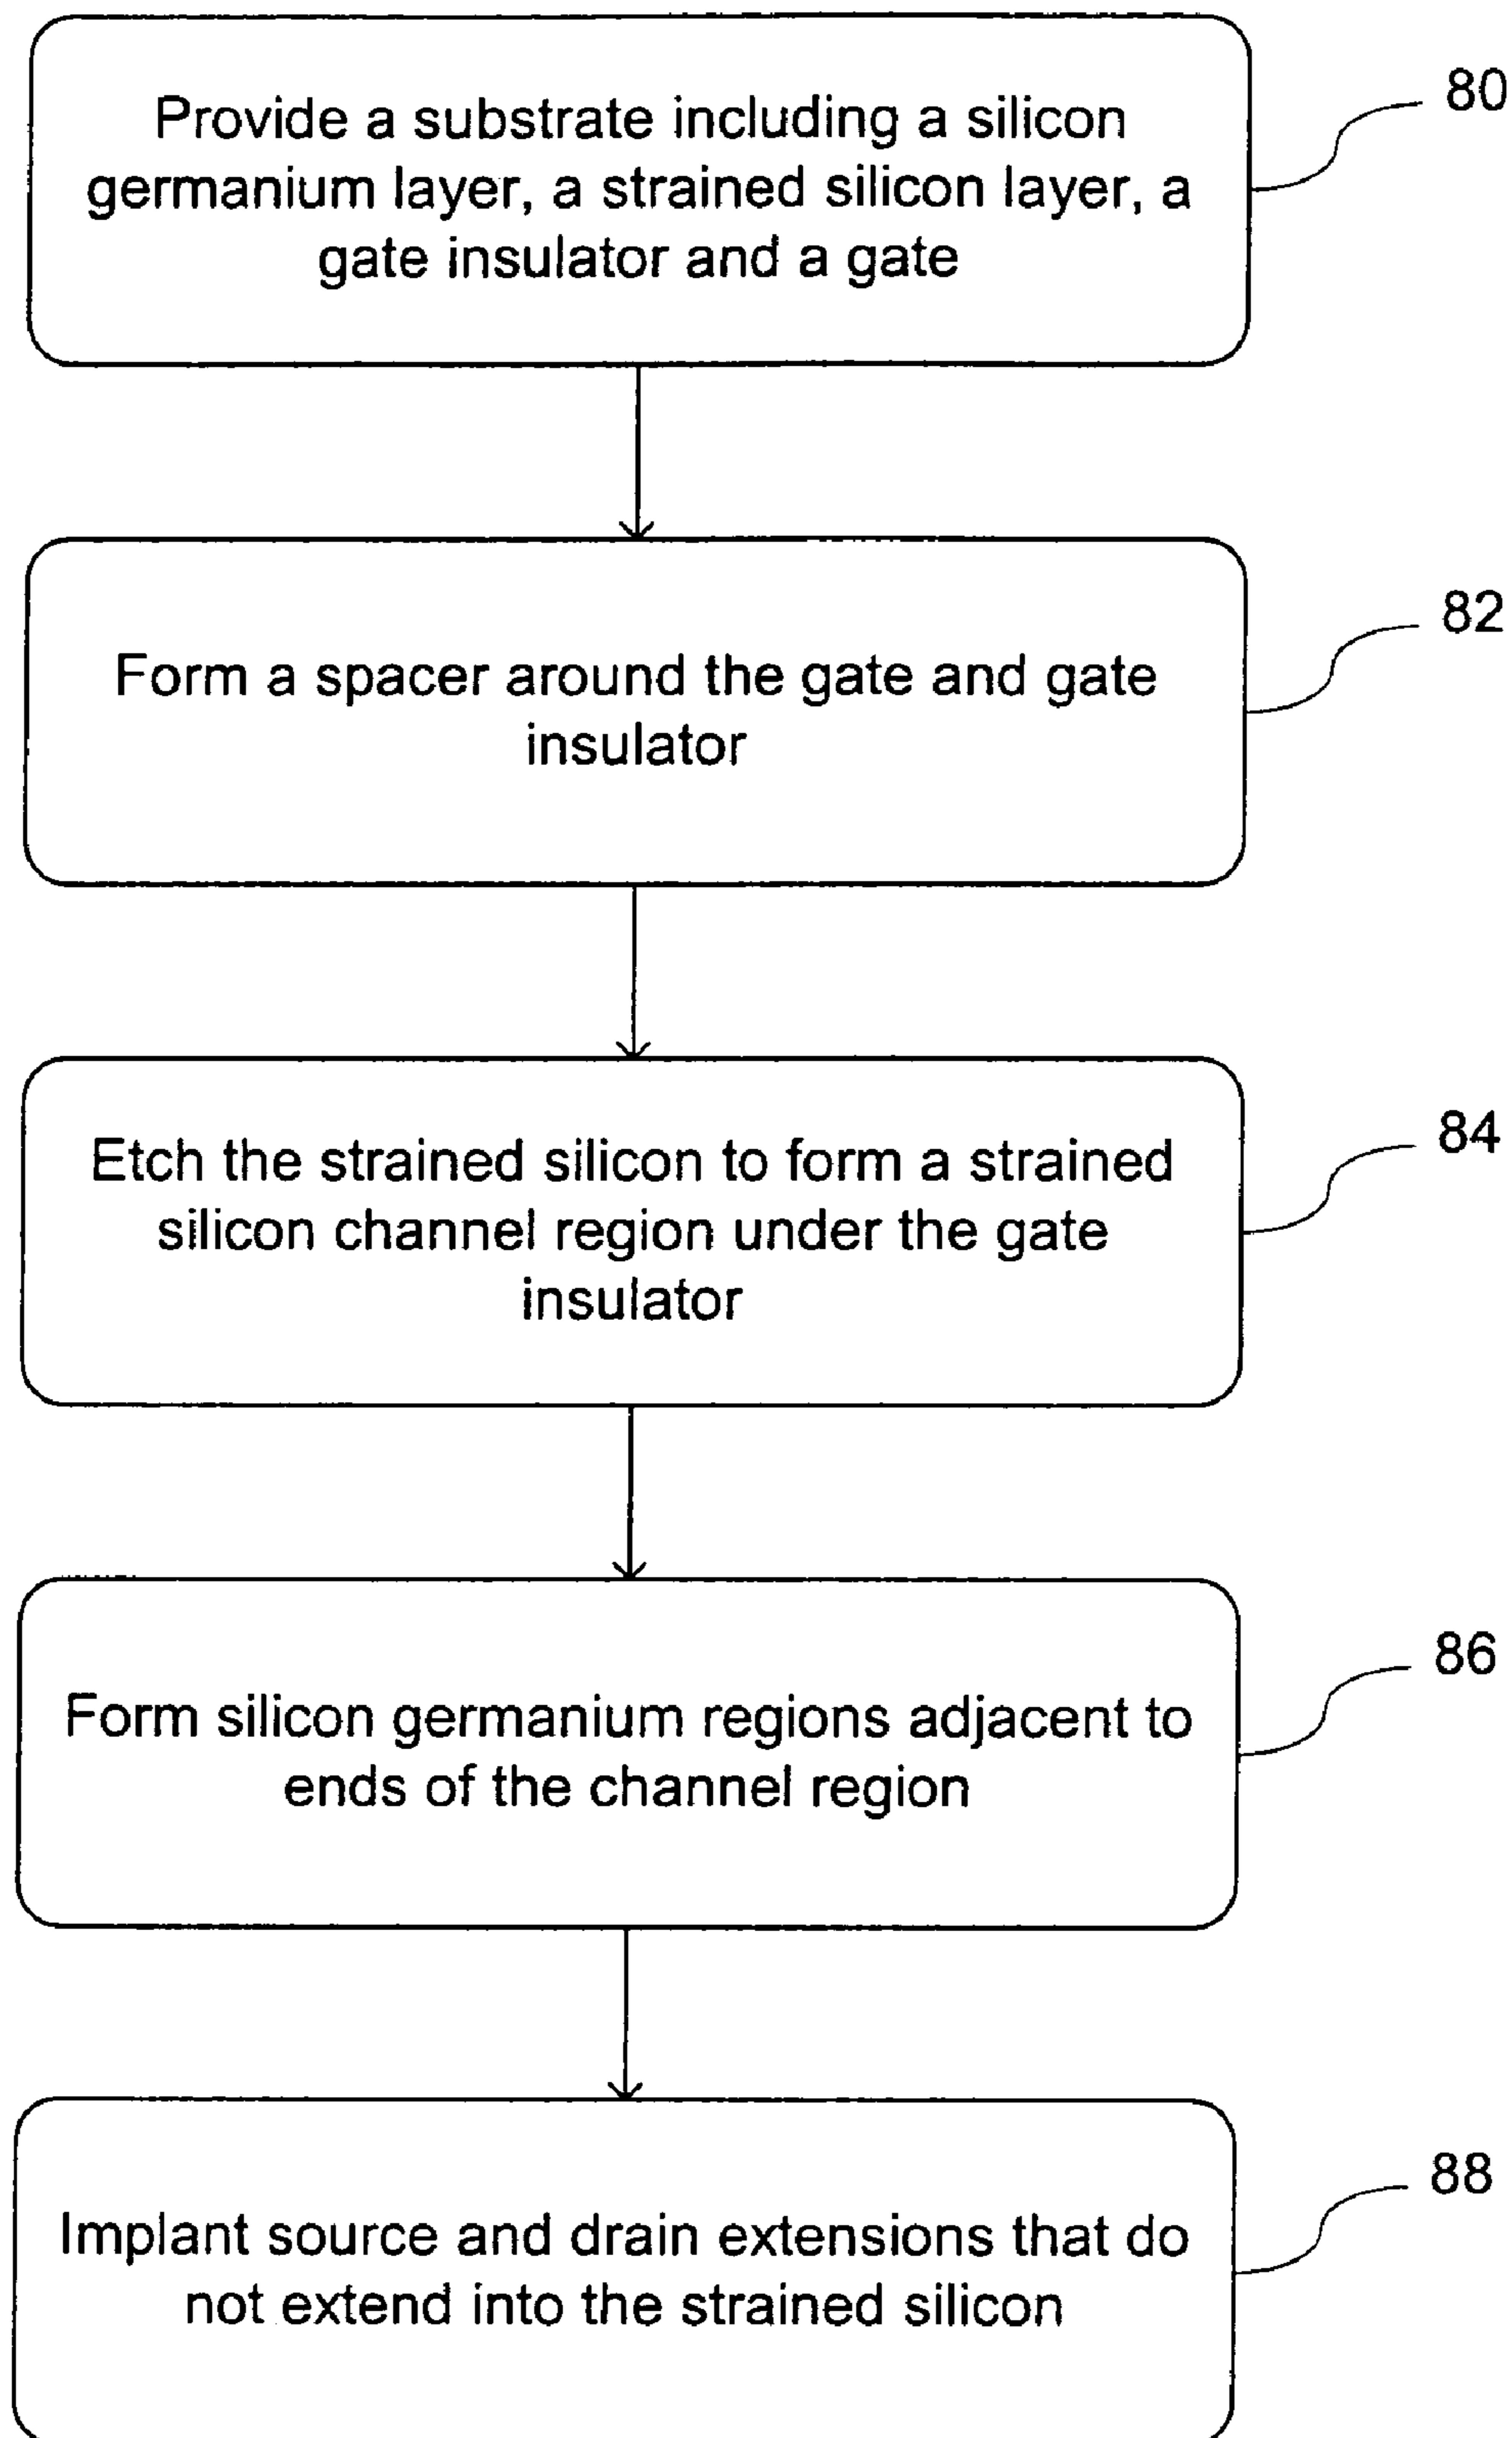 Provide a substrate including a silicon
germanium layer, a strained silicon layer, a
gate insulator and a gate
80
Form a spacer around the gate and gate
insulator
82
Etch the strained silicon to form a strained
silicon channel region under the gate
insulator
84
Form silicon germanium regions adjacent to
ends of the channel region
86
Implant source and drain extensions that do
not extend into the strained silicon
88